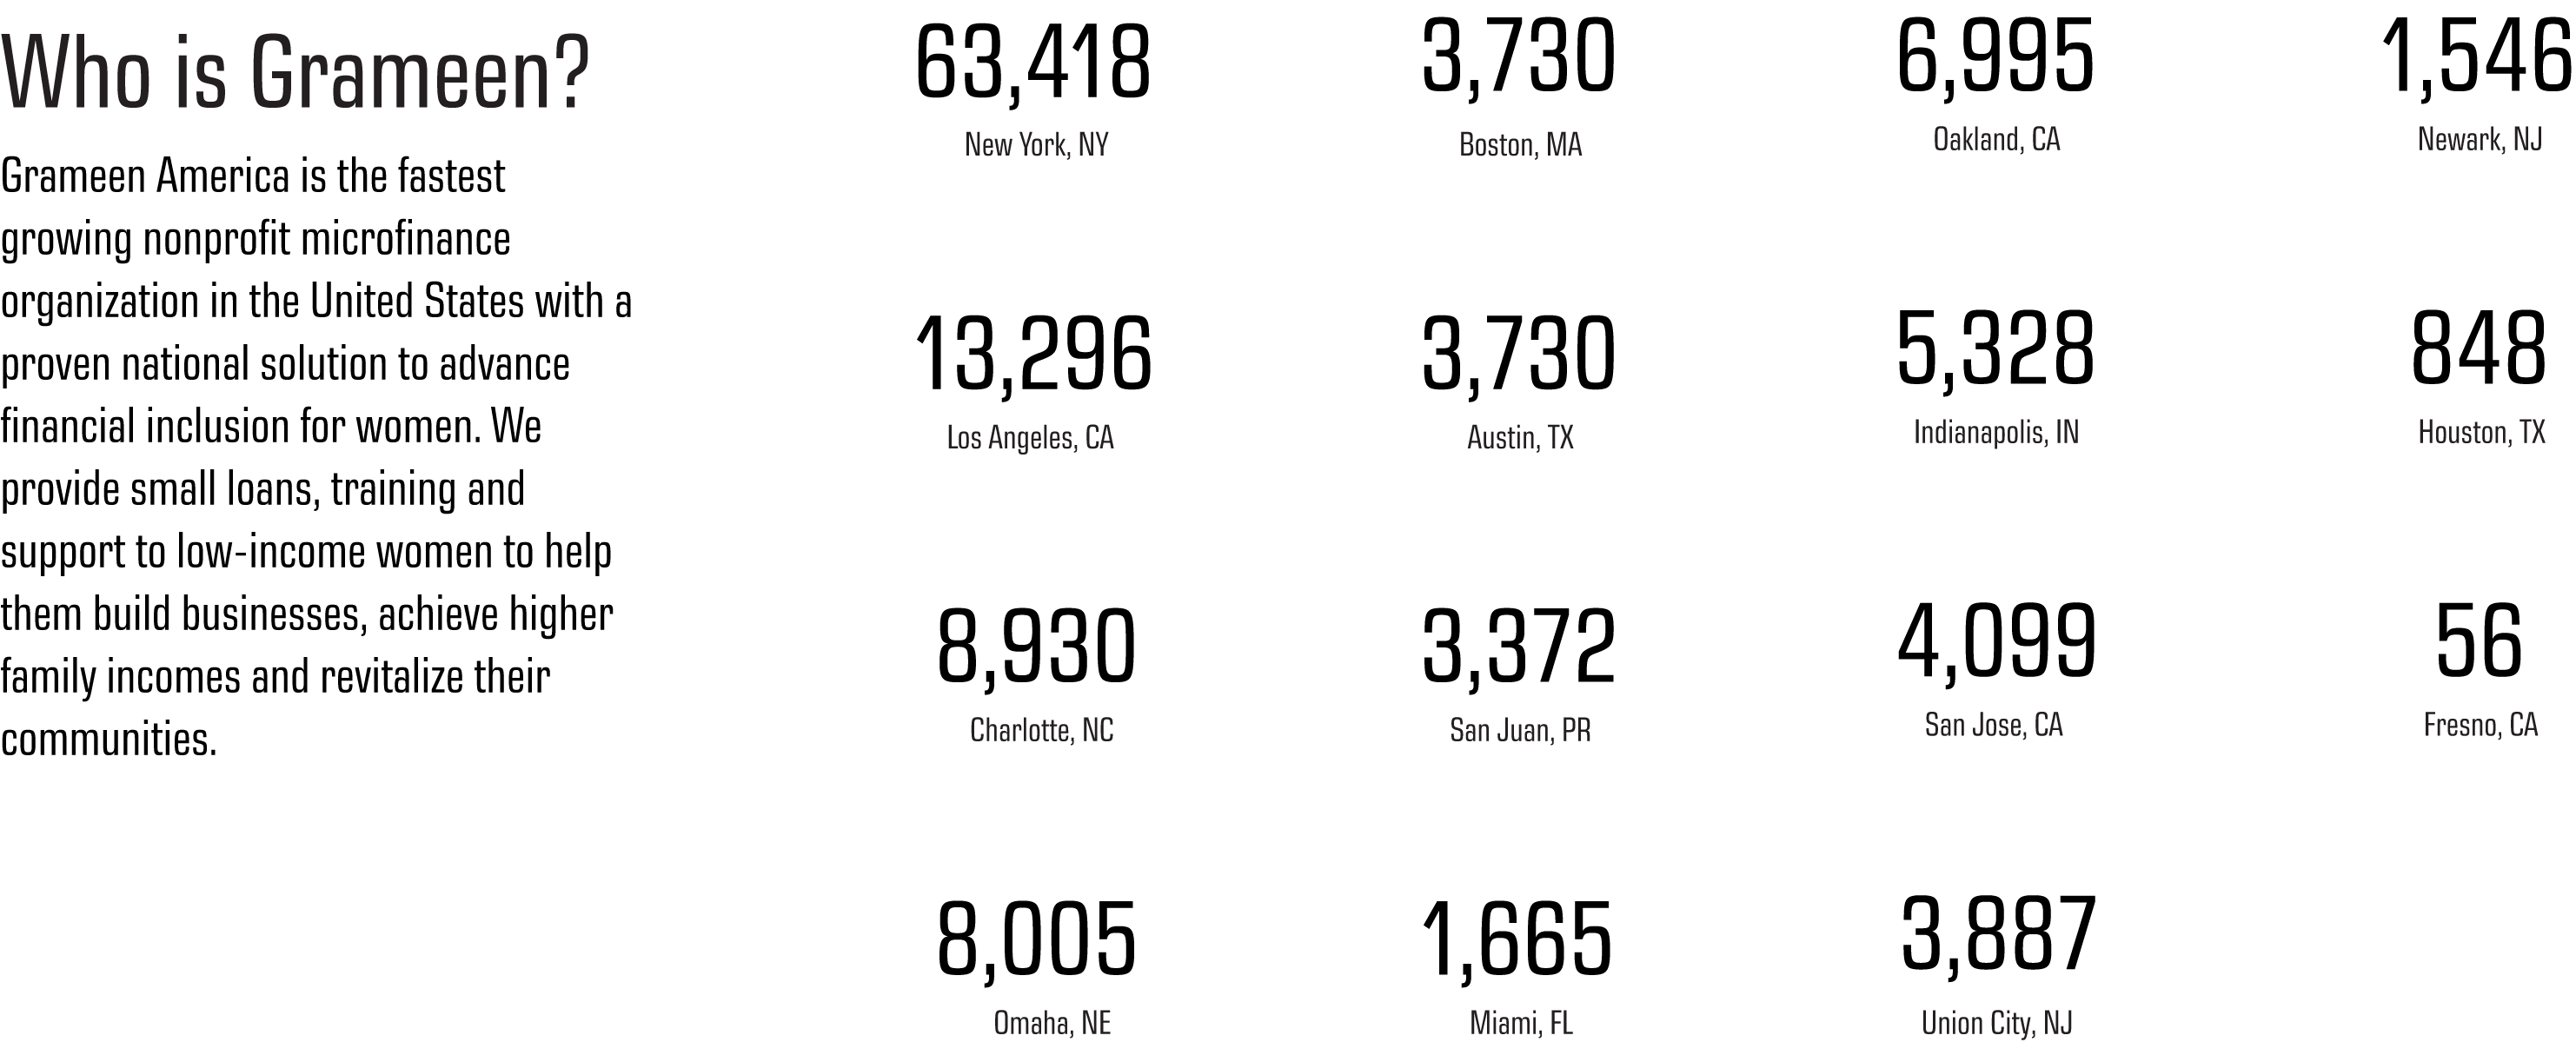 Who is Grameen?
Grameen America is the fastest
growing nonprofit microfinance
organization in the United States with a
proven national solution to advance
financial inclusion for women. We
provide small loans, training and
support to low-income women to help
them build businesses, achieve higher
family incomes and revitalize their
communities.
63,418
New York, NY
3,730
Boston, MA
6,995
Oakland, CA
1,546
Newark, NJ
13,296
Los Angeles, CA
3,730
Austin, TX
5,328
Indianapolis, IN
848
Houston, TX
8,930
Charlotte, NC
3,372
San Juan, PR
4,099
San Jose, CA
56
Fresno, CA
8,005
Omaha, NE
1,665
Miami, FL
3,887
Union City, NJ